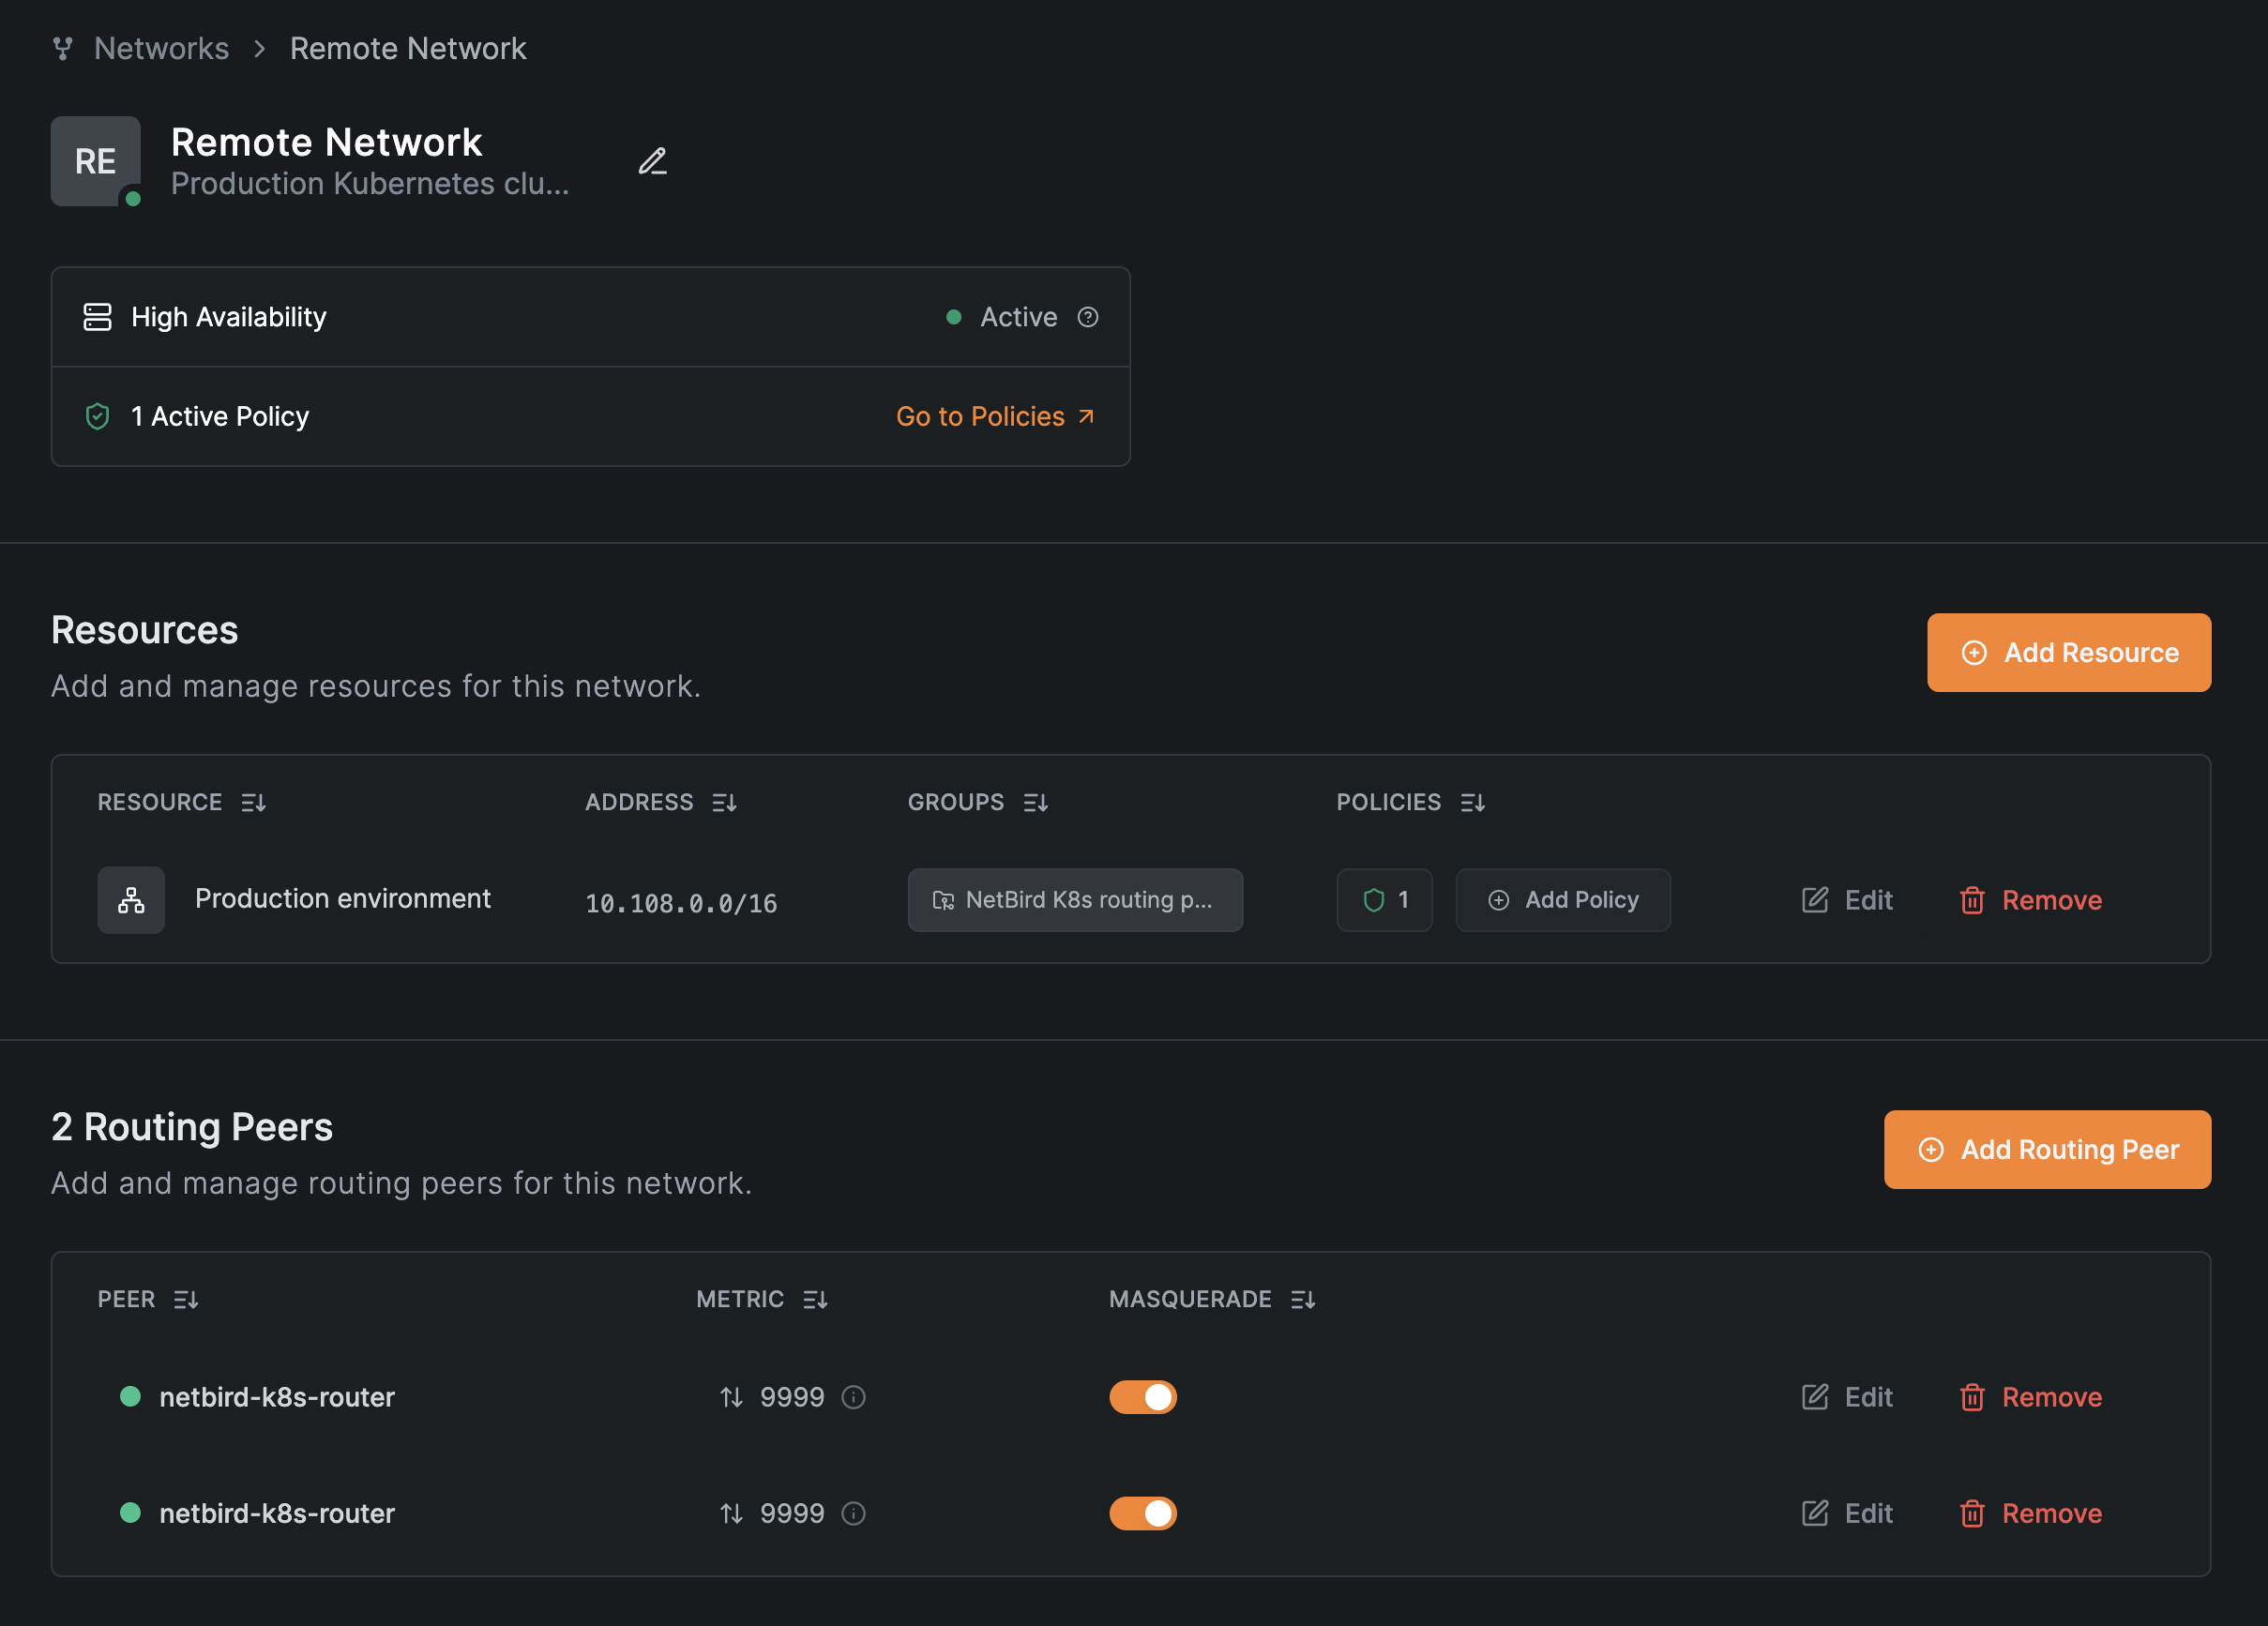 Networks > Remote Network
RE
Remote Network
Production Kubernetes clu...
High Availability
Active
1 Active Policy
Go to Policies
Resources
Add and manage resources for this network.
Add Resource
RESOURCE ADDRESS GROUPS POLICIES
Production environment 10.108.0.0/16 NetBird K8s routing p... 1 Add Policy Edit Remove
2 Routing Peers
Add and manage routing peers for this network.
Add Routing Peer
PEER METRIC MASQUERADE
netbird-k8s-router 9999 Edit Remove
netbird-k8s-router 9999 Edit Remove